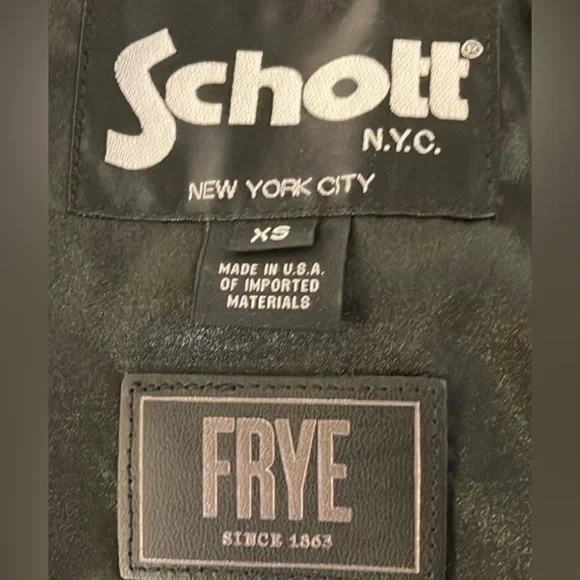 Schott®
N.Y.C.
NEW YORK CITY
XS
MADE IN U.S.A.
OF IMPORTED
MATERIALS
FRYE
SINCE 1863